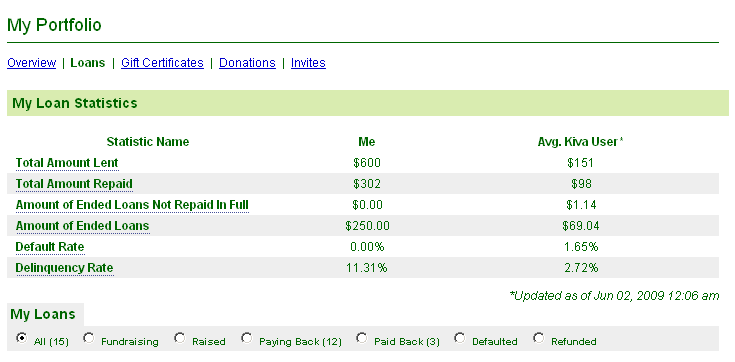 My Portfolio
Overview | Loans | Gift Certificates | Donations | Invites
My Loan Statistics
Statistic Name Me Avg. Kiva User*
Total Amount Lent $600 $151
Total Amount Repaid $302 $98
Amount of Ended Loans Not Repaid In Full $0.00 $1.14
Amount of Ended Loans $250.00 $69.04
Default Rate 0.00% 1.65%
Delinquency Rate 11.31% 2.72%
*Updated as of Jun 02, 2009 12:06 am
My Loans
All (15) Fundraising Raised Paying Back (12) Paid Back (3) Defaulted Refunded